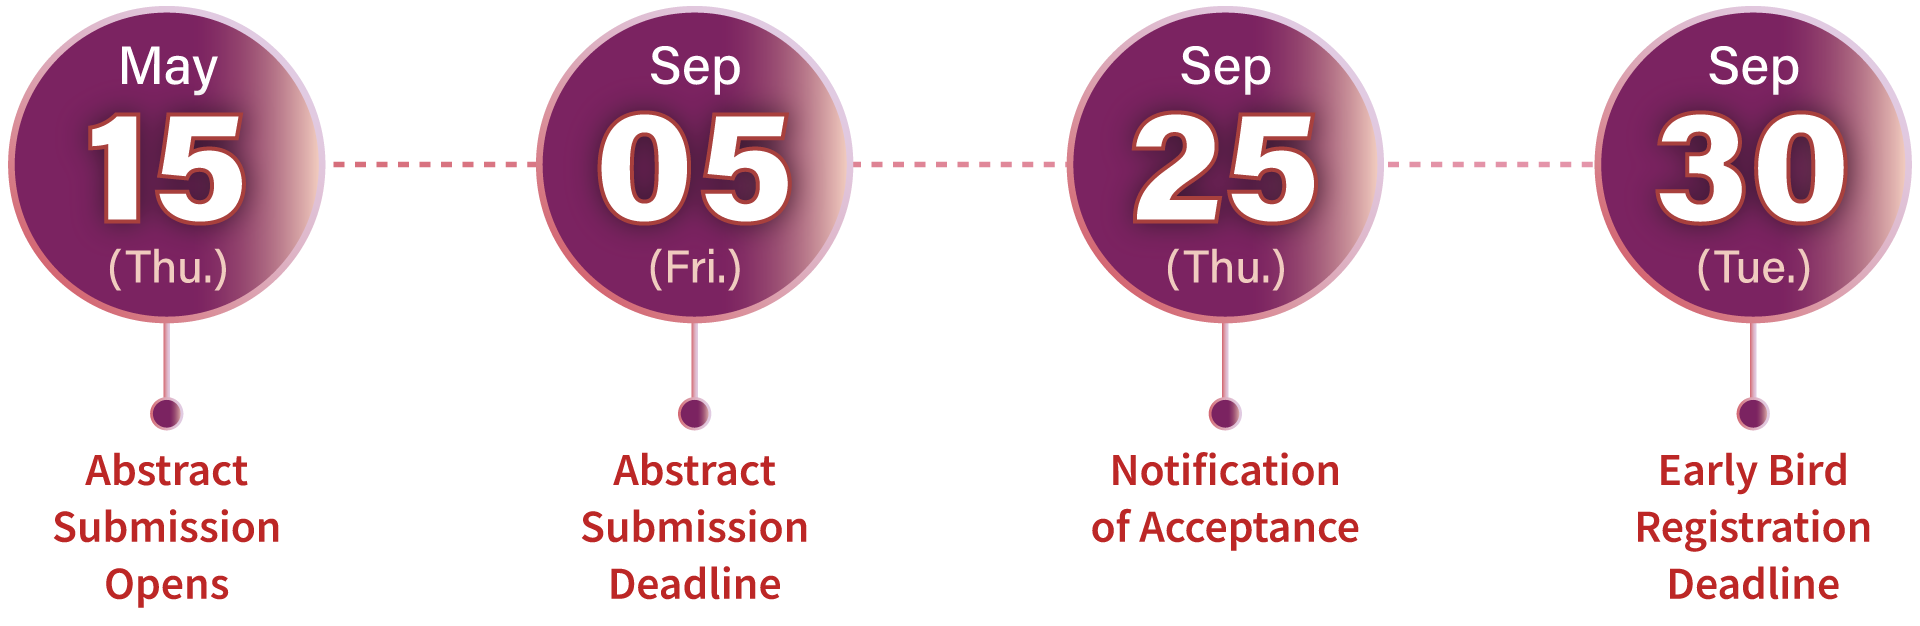 May
15
(Thu.)
Abstract
Submission
Opens
Sep
05
(Fri.)
Abstract
Submission
Deadline
Sep
25
(Thu.)
Notification
of Acceptance
Sep
30
(Tue.)
Early Bird
Registration
Deadline